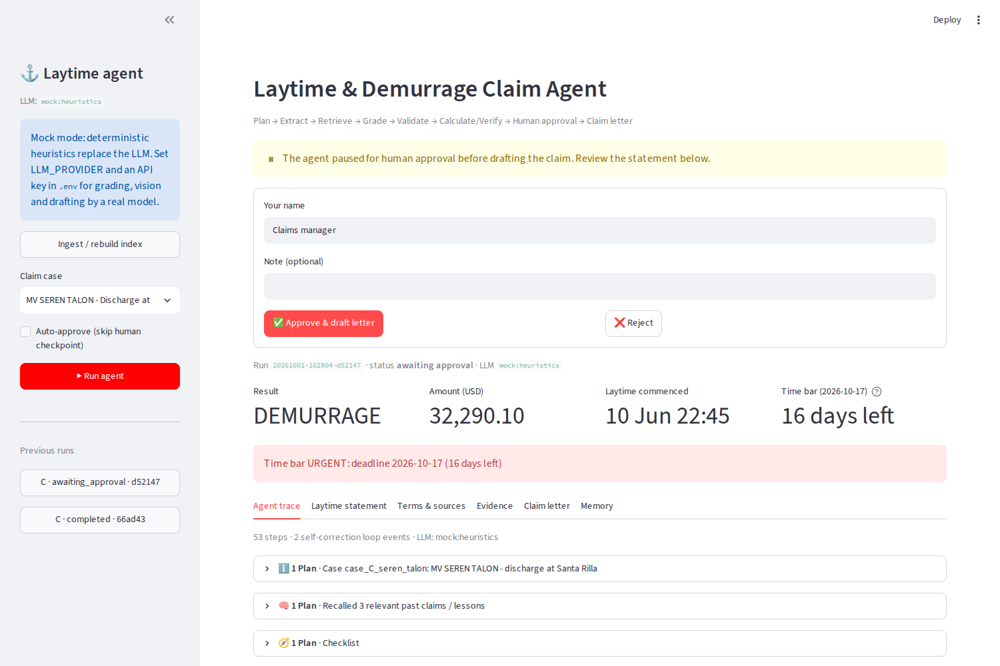 Deploy
Laytime agent
LLM: mock:heuristics
Mock mode: deterministic
heuristics replace the LLM. Set
LLM_PROVIDER and an API
key in .env for grading, vision
and drafting by a real model.
Ingest / rebuild index
Claim case
MV SEREN TALON - Discharge at
Auto-approve (skip human
checkpoint)
Run agent
Previous runs
C · awaiting_approval · d52147
C · completed · 66ad43
Laytime & Demurrage Claim Agent
Plan → Extract → Retrieve → Grade → Validate → Calculate/Verify → Human approval → Claim letter
The agent paused for human approval before drafting the claim. Review the statement below.
Your name
Claims manager
Note (optional)
Approve & draft letter
Reject
Run 20261001-162804-d52147 · status awaiting approval · LLM mock:heuristics
Result
DEMURRAGE
Amount (USD)
32,290.10
Laytime commenced
10 Jun 22:45
Time bar (2026-10-17)
16 days left
Time bar URGENT: deadline 2026-10-17 (16 days left)
Agent trace Laytime statement Terms & sources Evidence Claim letter Memory
53 steps · 2 self-correction loop events · LLM: mock:heuristics
1 Plan · Case case_C_seren_talon: MV SEREN TALON - discharge at Santa Rilla
1 Plan · Recalled 3 relevant past claims / lessons
1 Plan · Checklist